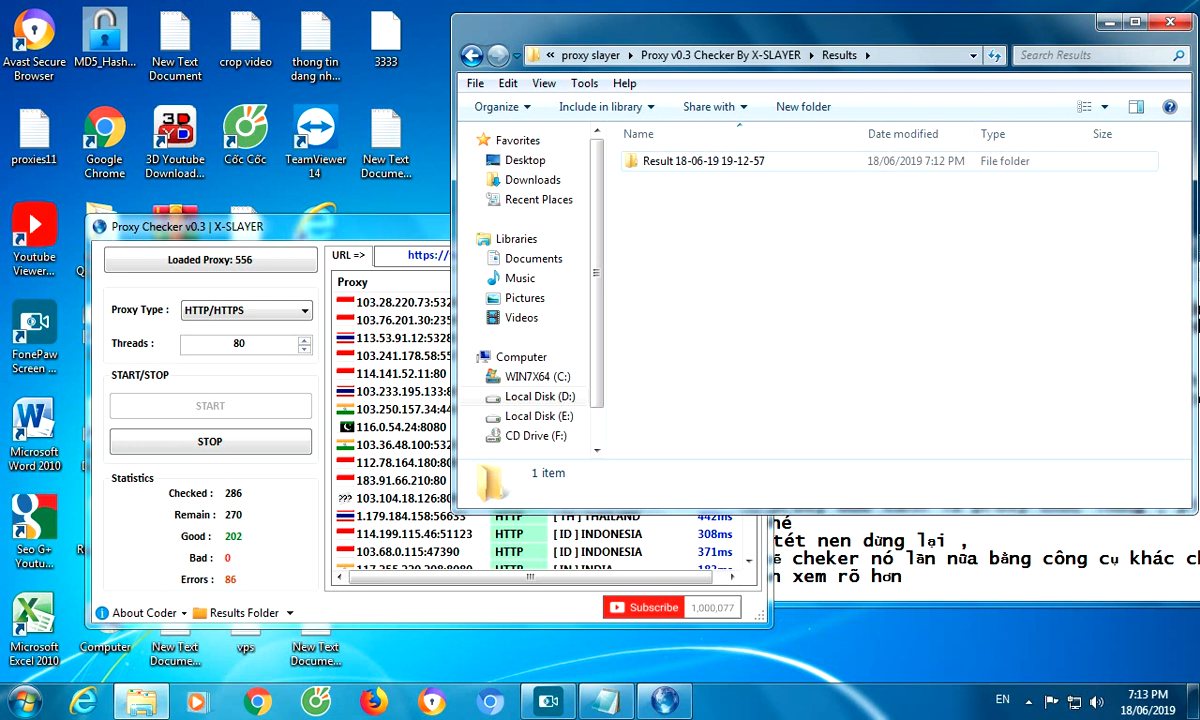 Avast Secure
Browser
MD5_Hash...
New Text
Document
crop video
thong tin
dang nh...
3333
proxies11
Google
Chrome
3D Youtube
Download...
Cốc Cốc
TeamViewer
14
New Text
Docume...
Youtube
Viewer...
FonePaw
Screen ...
Microsoft
Word 2010
Seo G+
Youtu...
Microsoft
Excel 2010
Computer
New Text
Docume...
vps
New Text
Docume...
Proxy Checker v0.3 | X-SLAYER
Loaded Proxy: 556
Proxy Type :
HTTP/HTTPS
Threads :
80
START/STOP
START
STOP
Statistics
Checked : 286
Remain : 270
Good : 202
Bad : 0
Errors : 86
About Coder
Results Folder
URL =>
https:/
Proxy
103.28.220.73:532
103.76.201.30:235
113.53.91.12:5328
103.241.178.58:55
114.141.52.11:80
103.233.195.133:8
103.250.157.34:44
116.0.54.24:8080
103.36.48.100:532
112.78.164.180:80
183.91.66.210:80
??? 103.104.18.126:80
1.179.184.158:56635 HTTP [ TH ] THAILAND 442ms
114.199.115.46:51123 HTTP [ ID ] INDONESIA 308ms
103.68.0.115:47390 HTTP [ ID ] INDONESIA 371ms
117.255.220.208:8080 HTTP [ IN ] INDIA
Subscribe 1,000,077
« proxy slayer Proxy v0.3 Checker By X-SLAYER Results
Search Results
File Edit View Tools Help
Organize Include in library Share with New folder
Favorites
Desktop
Downloads
Recent Places
Libraries
Documents
Music
Pictures
Videos
Computer
WIN7X64 (C:)
Local Disk (D:)
Local Disk (E:)
CD Drive (F:)
Name Date modified Type Size
Result 18-06-19 19-12-57 18/06/2019 7:12 PM File folder
1 item
hé
tét nen dừng lại ,
ẽ cheker nó lần nữa bằng công cụ khác ch
n xem rõ hơn
EN
7:13 PM
18/06/2019